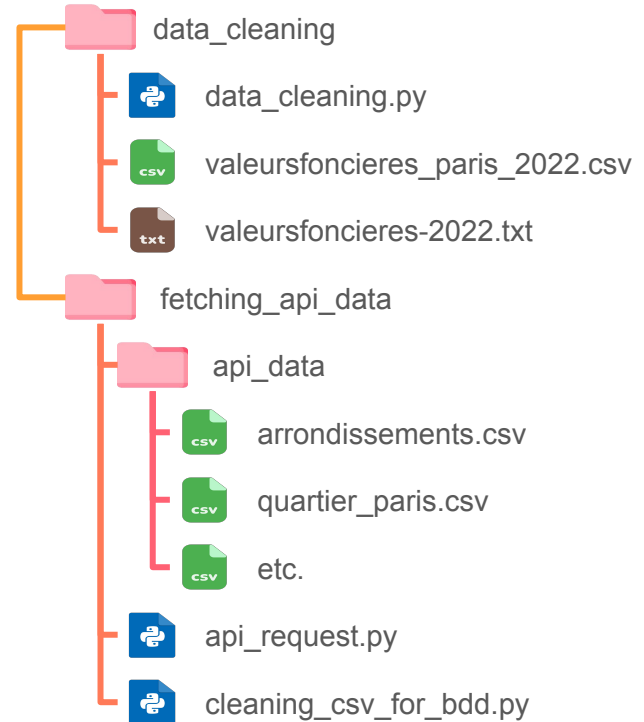 data_cleaning
data_cleaning.py
csv valeursfoncieres_paris_2022.csv
txt valeursfoncieres-2022.txt
fetching_api_data
api_data
csv arrondissements.csv
csv quartier_paris.csv
csv etc.
api_request.py
cleaning_csv_for_bdd.py